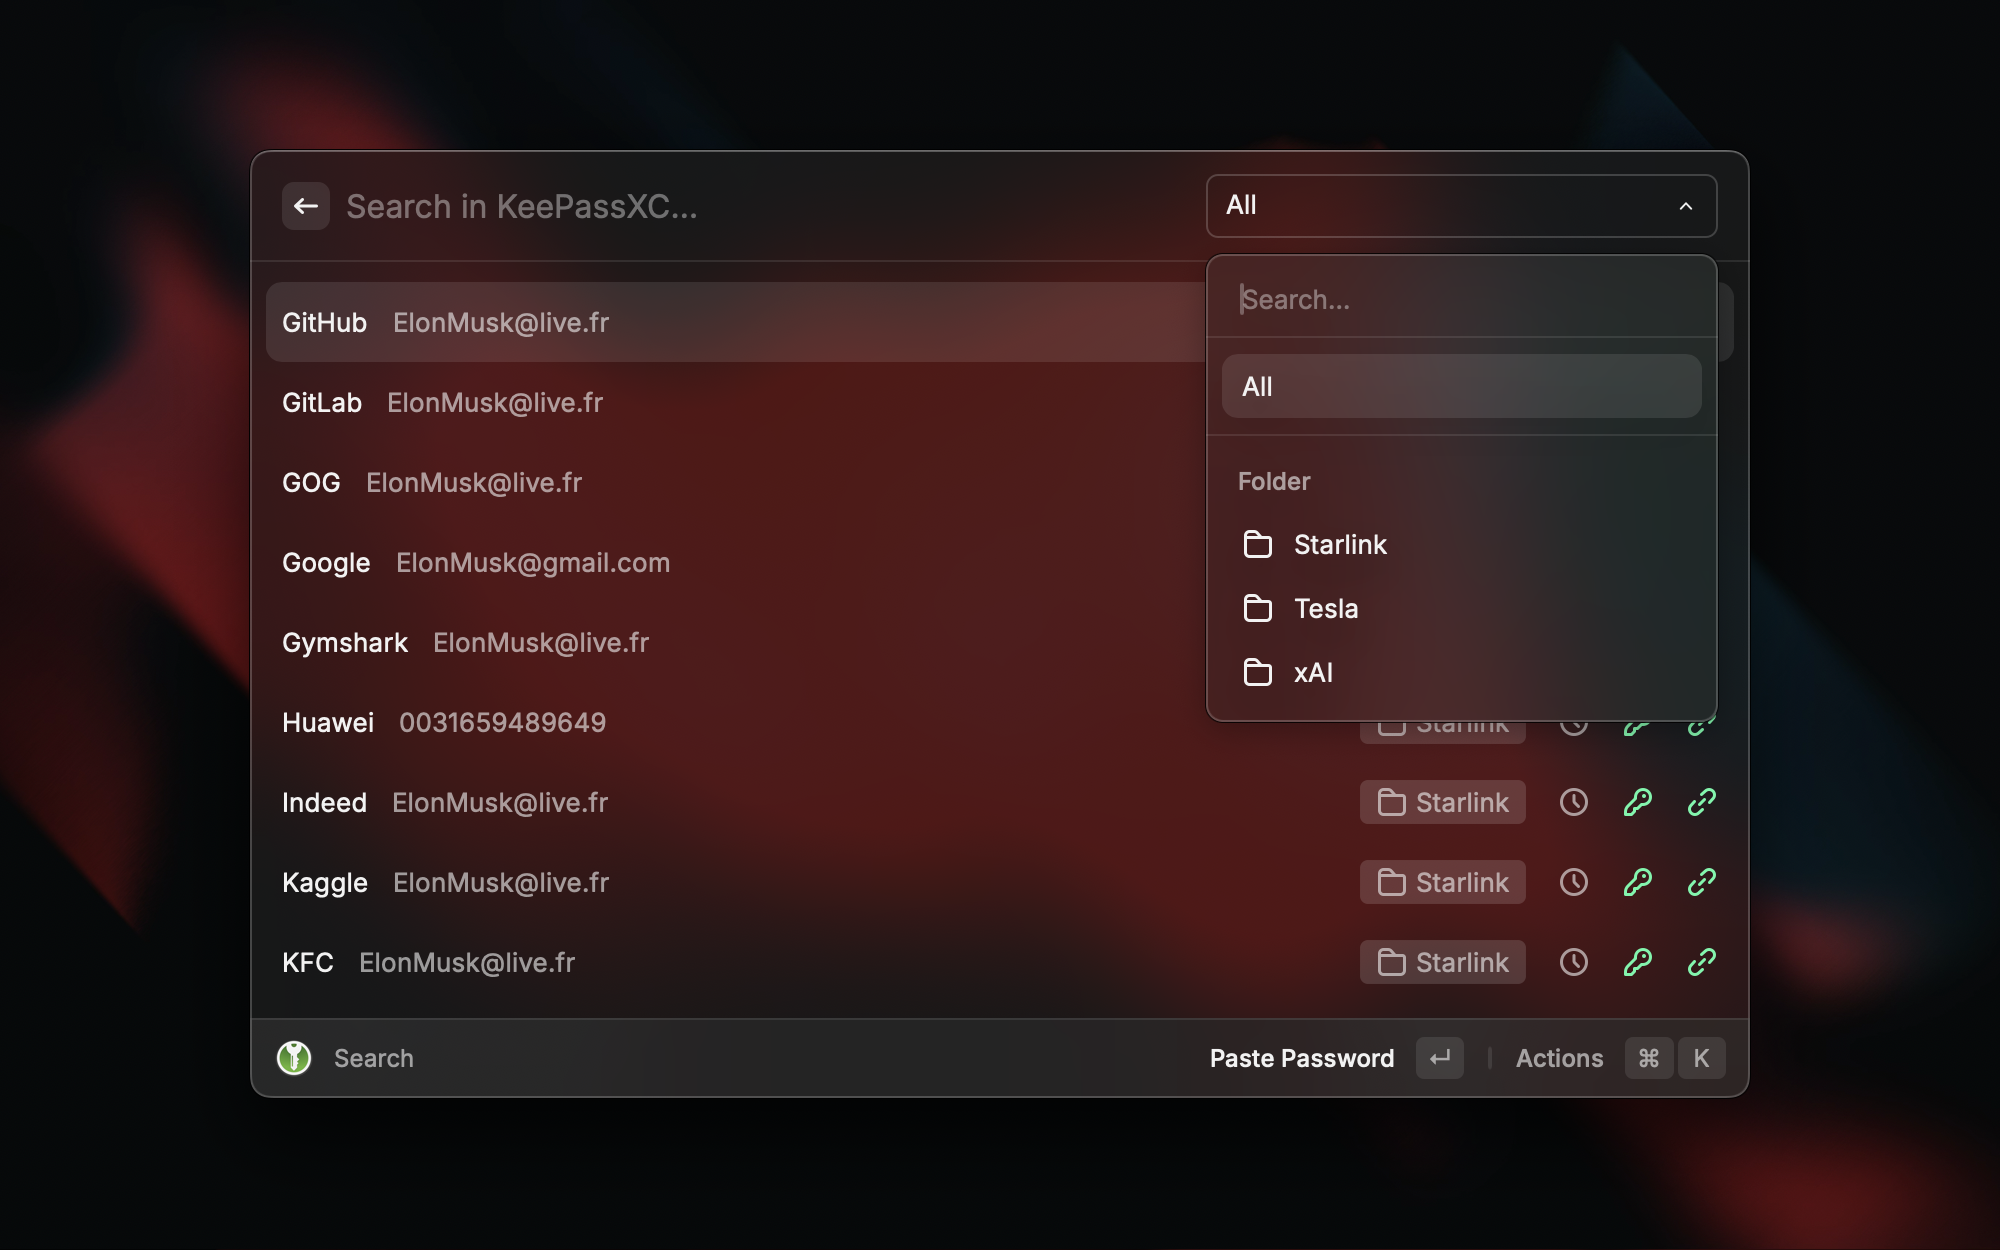 Search in KeePassXC...
All
Search...
All
Folder
Starlink
Tesla
xAI
GitHub ElonMusk@live.fr
GitLab ElonMusk@live.fr
GOG ElonMusk@live.fr
Google ElonMusk@gmail.com
Gymshark ElonMusk@live.fr
Huawei 0031659489649 Starlink
Indeed ElonMusk@live.fr Starlink
Kaggle ElonMusk@live.fr Starlink
KFC ElonMusk@live.fr Starlink
Search Paste Password ↵ Actions ⌘ K